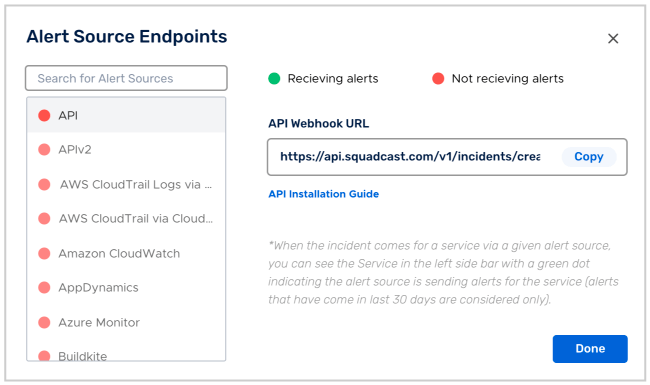 Alert Source Endpoints
Search for Alert Sources
Recieving alerts
Not recieving alerts
API
APIv2
AWS CloudTrail Logs via ...
AWS CloudTrail via Cloud...
Amazon CloudWatch
AppDynamics
Azure Monitor
Buildkite
API Webhook URL
https://api.squadcast.com/v1/incidents/crea
Copy
API Installation Guide
*When the incident comes for a service via a given alert source,
you can see the Service in the left side bar with a green dot
indicating the alert source is sending alerts for the service (alerts
that have come in last 30 days are considered only).
Done